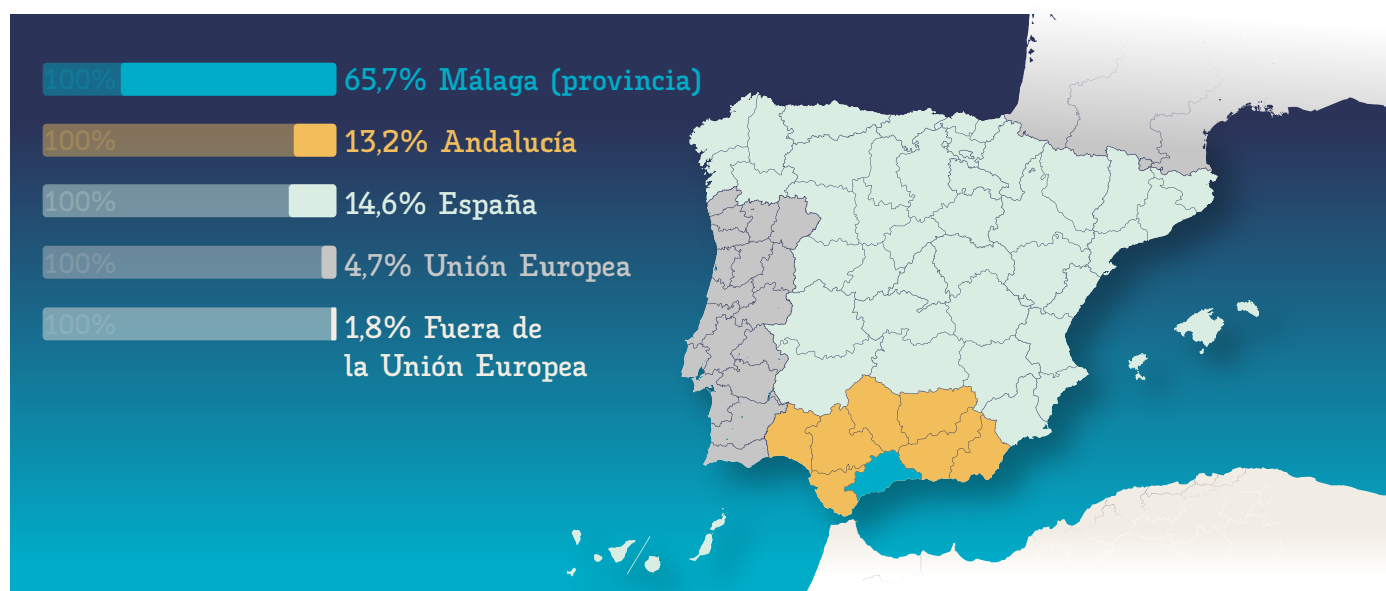 100% 65,7% Málaga (provincia)
100% 13,2% Andalucía
100% 14,6% España
100% 4,7% Unión Europea
100% 1,8% Fuera de
la Unión Europea